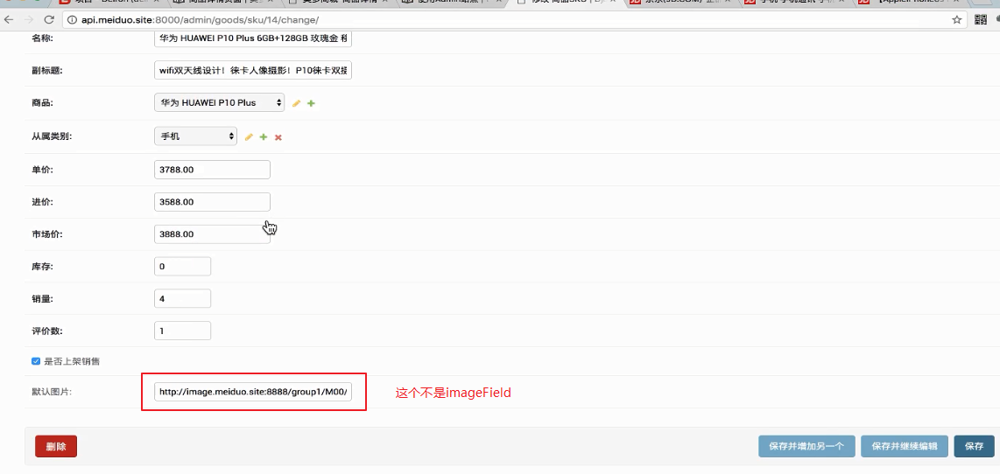 api.meiduo.site:8000/admin/goods/sku/14/change/
名称:
华为 HUAWEI P10 Plus 6GB+128GB 玫瑰金
副标题:
wifi双天线设计！徕卡人像摄影！P10徕卡双摄
商品:
华为 HUAWEI P10 Plus
从属类别:
手机
单价:
3788.00
进价:
3588.00
市场价:
3888.00
库存:
0
销量:
4
评价数:
1
是否上架销售
默认图片:
http://image.meiduo.site:8888/group1/M00/
这个不是imageField
删除
保存并增加另一个
保存并继续编辑
保存